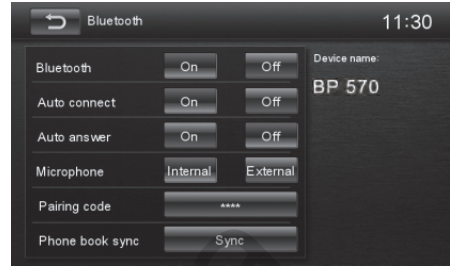 Bluetooth 11:30
Bluetooth On Off
Auto connect On Off
Auto answer On Off
Microphone Internal External
Pairing code ****
Phone book sync Sync
Device name:
BP 570